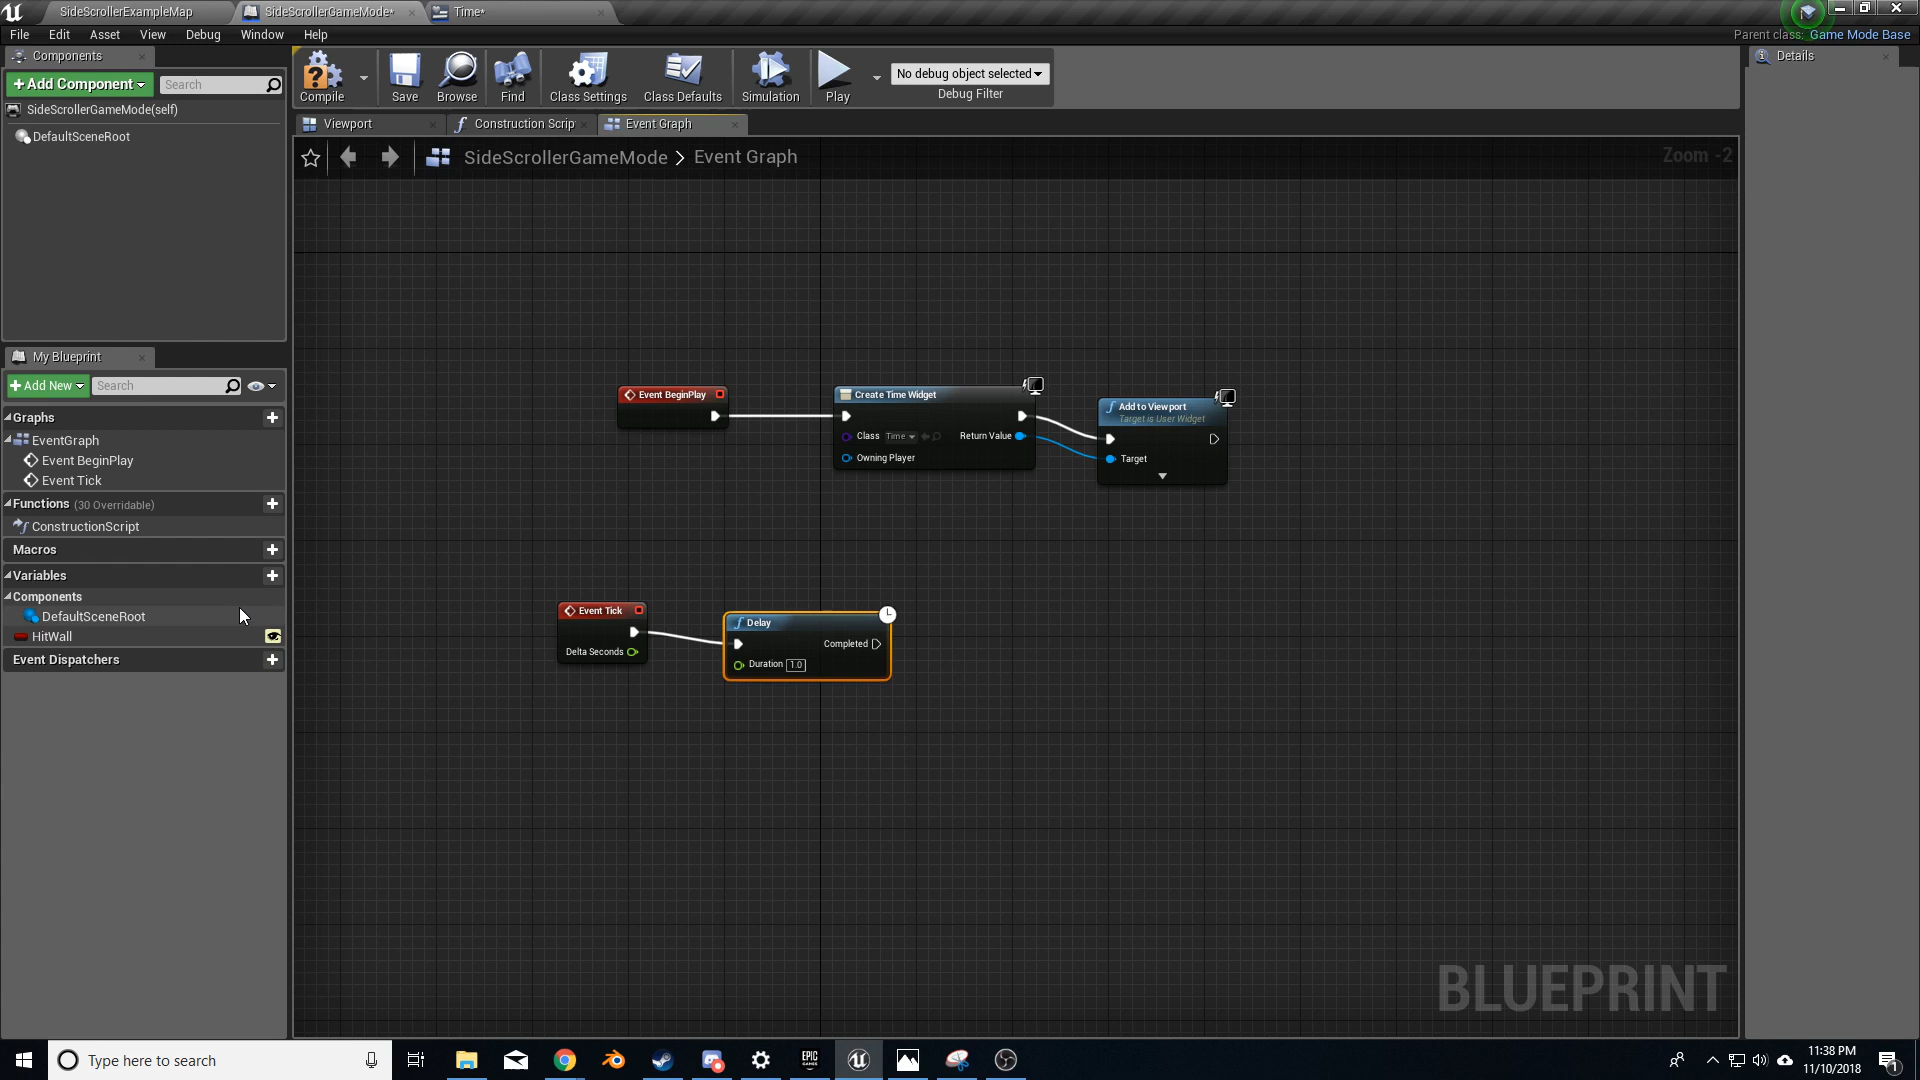 SideScrollerExampleMap
SideScrollerGameMode*
Time*
File Edit Asset View Debug Window Help
Parent class: Game Mode Base
Components
+Add Component
Search
SideScrollerGameMode(self)
DefaultSceneRoot
Compile
Save
Browse
Find
Class Settings
Class Defaults
Simulation
Play
No debug object selected
Debug Filter
Details
Viewport
Construction Scrip
Event Graph
SideScrollerGameMode > Event Graph
Zoom -2
My Blueprint
+Add New
Search
Graphs
EventGraph
Event BeginPlay
Event Tick
Functions (30 Overridable)
ConstructionScript
Macros
Variables
Components
DefaultSceneRoot
HitWall
Event Dispatchers
Event BeginPlay
Create Time Widget
Class Time
Return Value
Owning Player
Add to Viewport
Target is User Widget
Target
Event Tick
Delta Seconds
Delay
Completed
Duration 1.0
BLUEPRINT
Type here to search
EPIC
GAMES
11:38 PM
11/10/2018
1